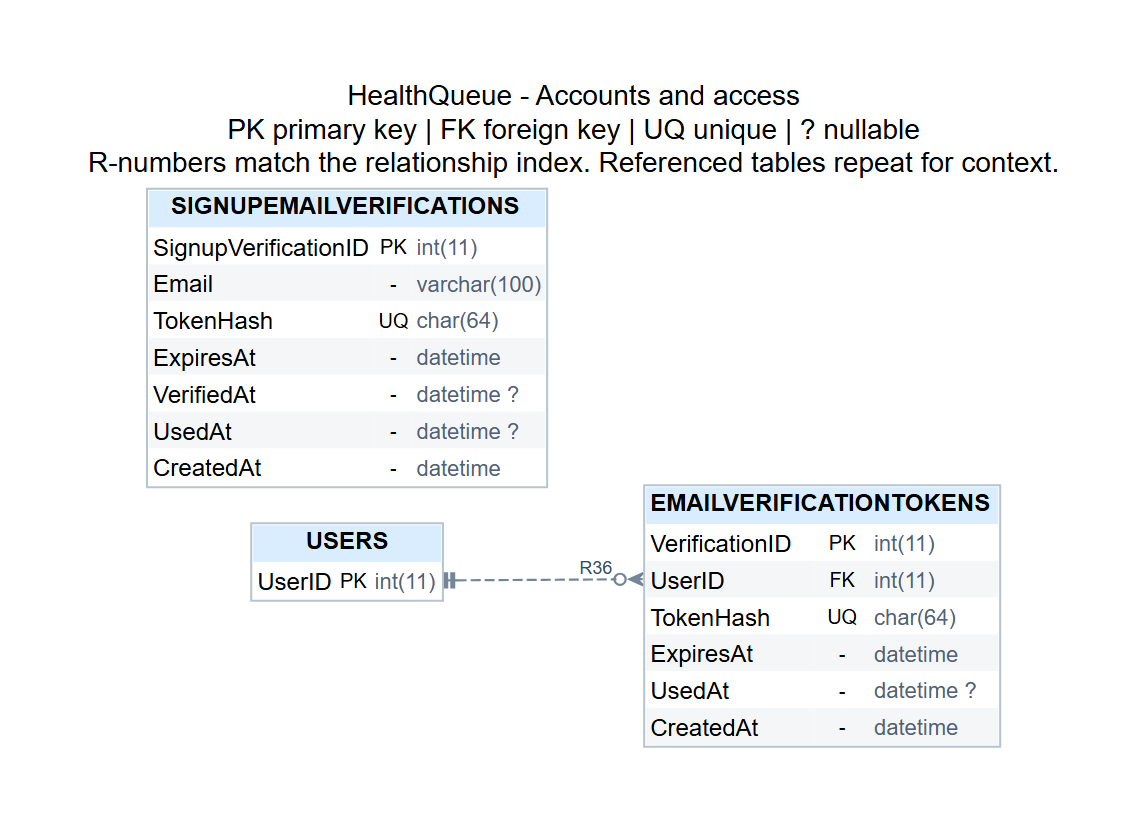 HealthQueue - Accounts and access
PK primary key | FK foreign key | UQ unique | ? nullable
R-numbers match the relationship index. Referenced tables repeat for context.
SIGNUPEMAILVERIFICATIONS
SignupVerificationID PK int(11)
Email - varchar(100)
TokenHash UQ char(64)
ExpiresAt - datetime
VerifiedAt - datetime ?
UsedAt - datetime ?
CreatedAt - datetime
USERS
UserID PK int(11)
R36
EMAILVERIFICATIONTOKENS
VerificationID PK int(11)
UserID FK int(11)
TokenHash UQ char(64)
ExpiresAt - datetime
UsedAt - datetime ?
CreatedAt - datetime